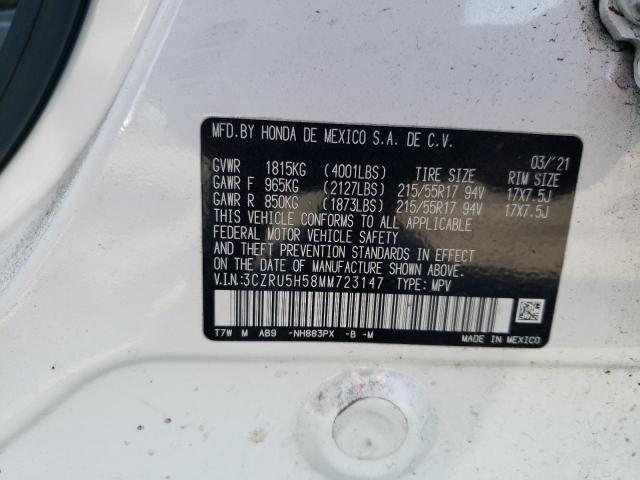 MFD.BY HONDA DE MEXICO S.A. DE C.V.
03/'21
GVWR 1815KG (4001LBS) TIRE SIZE RIM SIZE
GAWR F 965KG (2127LBS) 215/55R17 94V 17X7.5J
GAWR R 850KG (1873LBS) 215/55R17 94V 17X7.5J
THIS VEHICLE CONFORMS TO ALL APPLICABLE
FEDERAL MOTOR VEHICLE SAFETY
AND THEFT PREVENTION STANDARDS IN EFFECT
ON THE DATE OF MANUFACTURE SHOWN ABOVE.
V.I.N:3CZRU5H58MM723147 TYPE: MPV
T7W M AB9 -NH883PX -B -M
MADE IN MEXICO